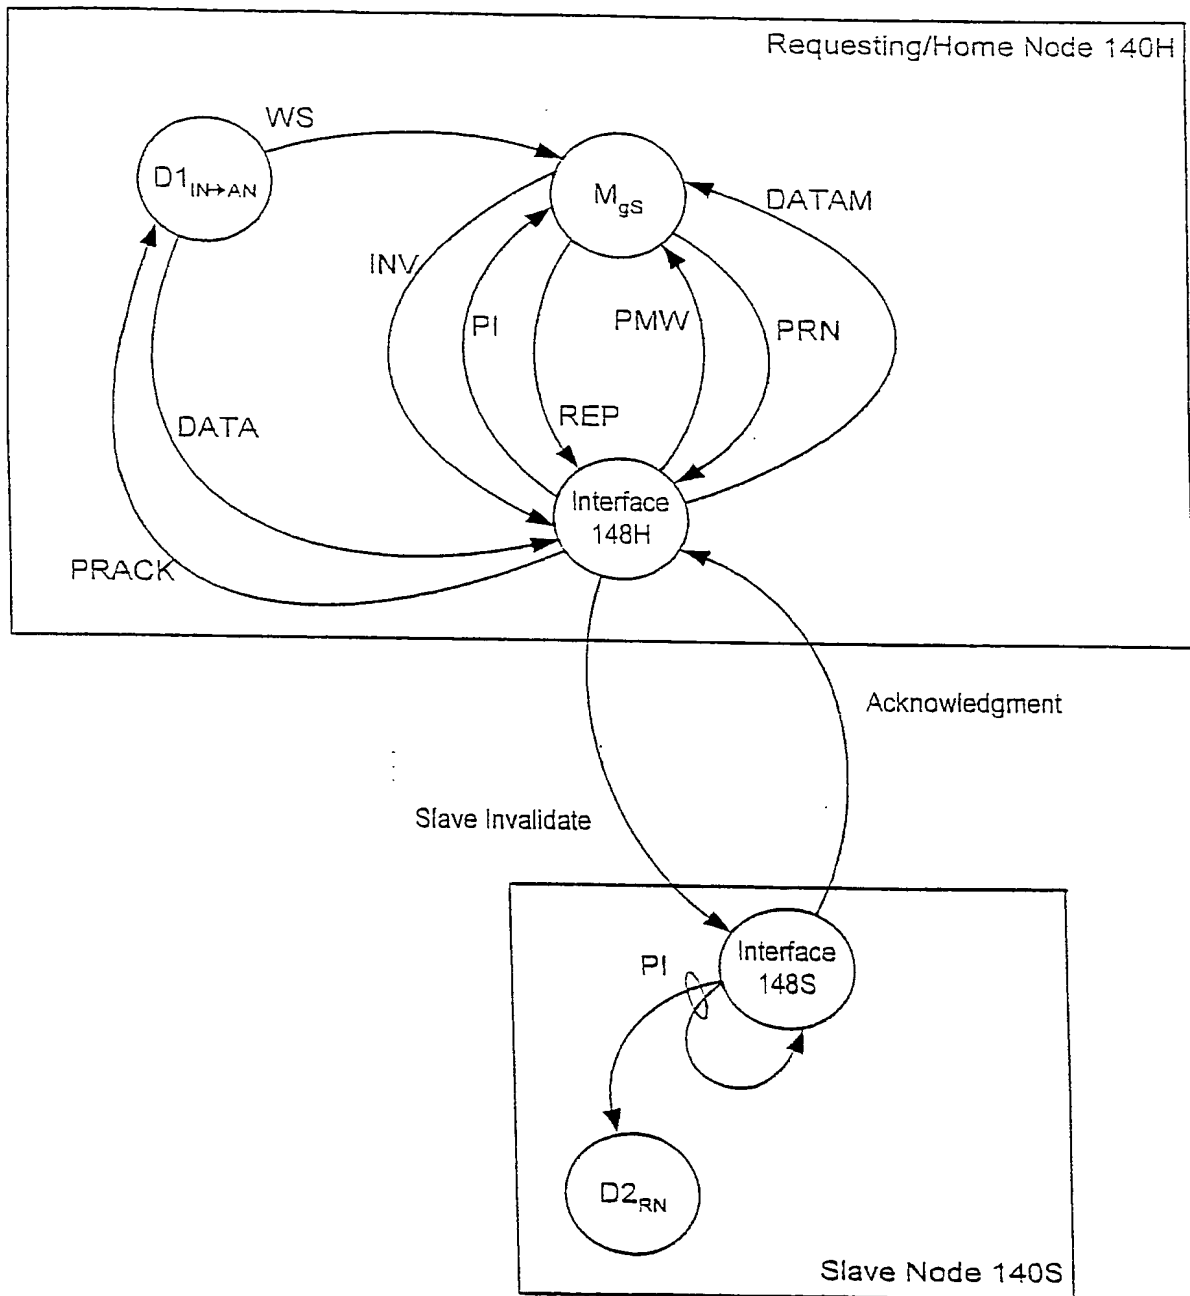 Requesting/Home Node 140H
WS
D1IN→AN
MgS
DATAM
INV
PI
PMW
PRN
REP
DATA
Interface
148H
PRACK
Acknowledgment
Slave Invalidate
PI
Interface
148S
D2RN
Slave Node 140S